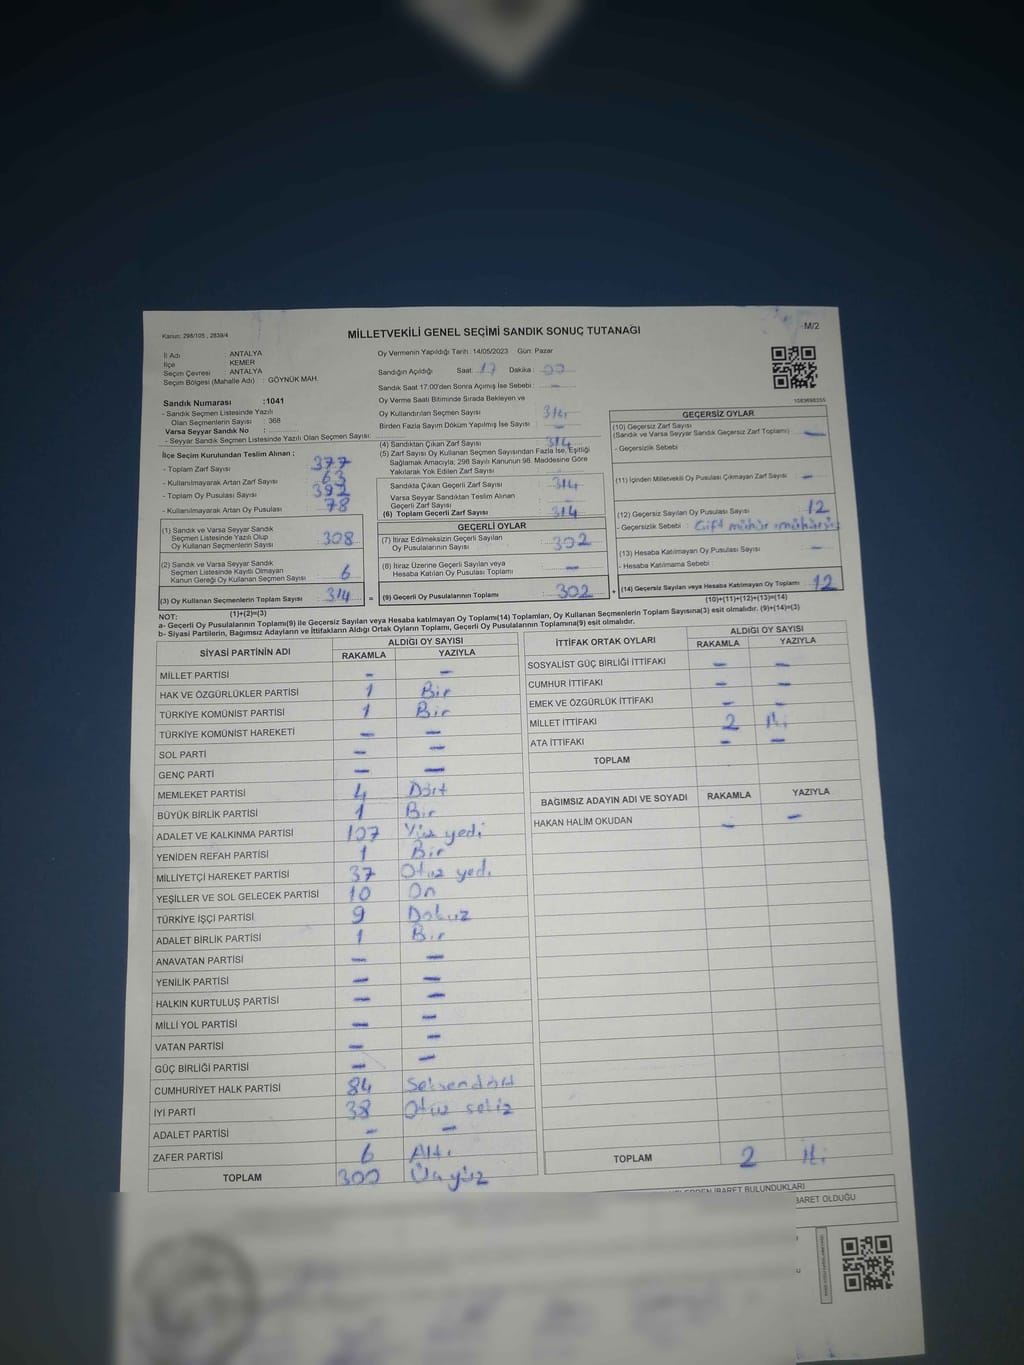 Kanun: 298/105 , 2839/4
MİLLETVEKİLİ GENEL SEÇİMİ SANDIK SONUÇ TUTANAĞI
M/2
İl Adı : ANTALYA
İlçe : KEMER
Seçim Çevresi : ANTALYA
Seçim Bölgesi (Mahalle Adı) : GÖYNÜK MAH.
Sandık Numarası :1041
- Sandık Seçmen Listesinde Yazılı
Olan Seçmenlerin Sayısı : 368
Varsa Seyyar Sandık No :
- Seyyar Sandık Seçmen Listesinde Yazılı Olan Seçmen Sayısı:
İlçe Seçim Kurulundan Teslim Alınan ;
- Toplam Zarf Sayısı : 377
- Kullanılmayarak Artan Zarf Sayısı : 63
- Toplam Oy Pusulası Sayısı : 392
- Kullanılmayarak Artan Oy Pusulası : 78
(1) Sandık ve Varsa Seyyar Sandık
Seçmen Listesinde Yazılı Olup
Oy Kullanan Seçmenlerin Sayısı : 308
(2) Sandık ve Varsa Seyyar Sandık
Seçmen Listesinde Kayıtlı Olmayan
Kanun Gereği Oy Kullanan Seçmen Sayısı : 6
(3) Oy Kullanan Seçmenlerin Toplam Sayısı : 314 =
(1)+(2)=(3)
Oy Vermenin Yapıldığı Tarih : 14/05/2023 Gün: Pazar
Sandığın Açıldığı Saat: 17 Dakika : 00
Sandık Saat 17:00'den Sonra Açılmış İse Sebebi : -
Oy Verme Saati Bitiminde Sırada Bekleyen ve
Oy Kullandırılan Seçmen Sayısı : 314
Birden Fazla Sayım Döküm Yapılmış İse Sayısı : -
(4) Sandıktan Çıkan Zarf Sayısı : 314
(5) Zarf Sayısı Oy Kullanan Seçmen Sayısından Fazla İse, Eşitliği
Sağlamak Amacıyla; 298 Sayılı Kanunun 98. Maddesine Göre
Yakılarak Yok Edilen Zarf Sayısı :
Sandıkta Çıkan Geçerli Zarf Sayısı : 314
Varsa Seyyar Sandıktan Teslim Alınan
Geçerli Zarf Sayısı : -
(6) Toplam Geçerli Zarf Sayısı : 314
GEÇERLİ OYLAR
(7) İtiraz Edilmeksizin Geçerli Sayılan
Oy Pusulalarının Sayısı : 302
(8) İtiraz Üzerine Geçerli Sayılan veya
Hesaba Katılan Oy Pusulası Toplamı : -
(9) Geçerli Oy Pusulalarının Toplamı : 302 +
1083698355
GEÇERSİZ OYLAR
(10) Geçersiz Zarf Sayısı
(Sandık ve Varsa Seyyar Sandık Geçersiz Zarf Toplamı) : -
- Geçersizlik Sebebi :
(11) İçinden Milletvekili Oy Pusulası Çıkmayan Zarf Sayısı : -
(12) Geçersiz Sayılan Oy Pusulası Sayısı : 12
- Geçersizlik Sebebi : Çift mühür mühürsüz
(13) Hesaba Katılmayan Oy Pusulası Sayısı : -
- Hesaba Katılmama Sebebi :
(14) Geçersiz Sayılan veya Hesaba Katılmayan Oy Toplamı : 12
(10)+(11)+(12)+(13)=(14)
NOT:
a- Geçerli Oy Pusulalarının Toplamı(9) ile Geçersiz Sayılan veya Hesaba katılmayan Oy Toplamı(14) Toplamları, Oy Kullanan Seçmenlerin Toplam Sayısına(3) eşit olmalıdır. (9)+(14)=(3)
b- Siyasi Partilerin, Bağımsız Adayların ve İttifakların Aldığı Ortak Oyların Toplamı, Geçerli Oy Pusulalarının Toplamına(9) eşit olmalıdır.
SİYASİ PARTİNİN ADI ALDIĞI OY SAYISI
RAKAMLA YAZIYLA
MİLLET PARTİSİ - -
HAK VE ÖZGÜRLÜKLER PARTİSİ 1 Bir
TÜRKİYE KOMÜNİST PARTİSİ 1 Bir
TÜRKİYE KOMÜNİST HAREKETİ - -
SOL PARTİ - -
GENÇ PARTİ - -
MEMLEKET PARTİSİ 4 Dört
BÜYÜK BİRLİK PARTİSİ 1 Bir
ADALET VE KALKINMA PARTİSİ 107 Yüz yedi
YENİDEN REFAH PARTİSİ 1 Bir
MİLLİYETÇİ HAREKET PARTİSİ 37 Otuz yedi
YEŞİLLER VE SOL GELECEK PARTİSİ 10 On
TÜRKİYE İŞÇİ PARTİSİ 9 Dokuz
ADALET BİRLİK PARTİSİ 1 Bir
ANAVATAN PARTİSİ - -
YENİLİK PARTİSİ - -
HALKIN KURTULUŞ PARTİSİ - -
MİLLİ YOL PARTİSİ - -
VATAN PARTİSİ - -
GÜÇ BİRLİĞİ PARTİSİ - -
CUMHURİYET HALK PARTİSİ 84 Seksendört
İYİ PARTİ 38 Otuz sekiz
ADALET PARTİSİ - -
ZAFER PARTİSİ 6 Altı
TOPLAM 300 Üçyüz
İTTİFAK ORTAK OYLARI ALDIĞI OY SAYISI
RAKAMLA YAZIYLA
SOSYALİST GÜÇ BİRLİĞİ İTTİFAKI - -
CUMHUR İTTİFAKI - -
EMEK VE ÖZGÜRLÜK İTTİFAKI - -
MİLLET İTTİFAKI 2 İki
ATA İTTİFAKI - -
TOPLAM
BAĞIMSIZ ADAYIN ADI VE SOYADI RAKAMLA YAZIYLA
HAKAN HALİM OKUDAN - -
TOPLAM 2 İki
İBARET BULUNDUKLARI
BARET OLDUĞU